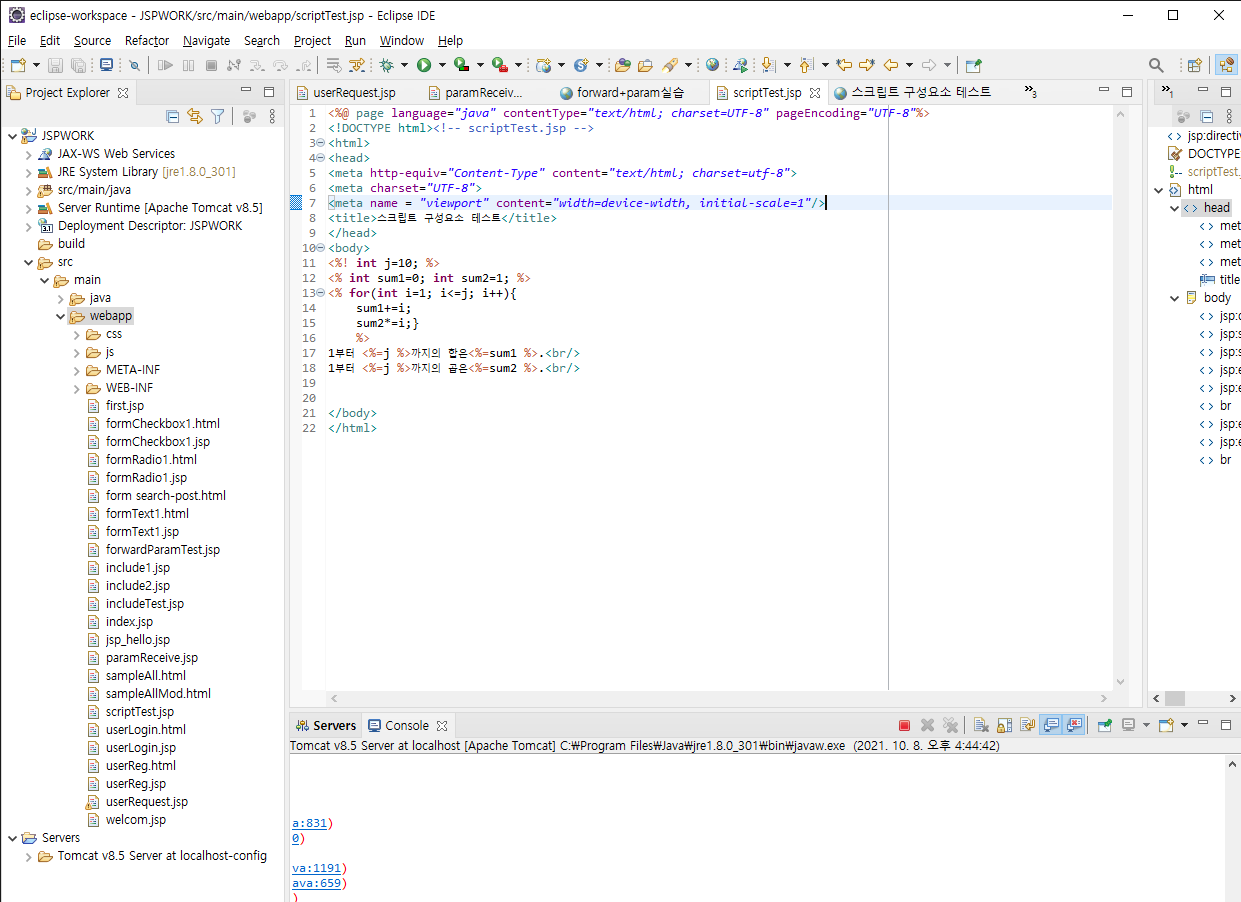 eclipse-workspace - JSPWORK/src/main/webapp/scriptTest.jsp - Eclipse IDE
File Edit Source Refactor Navigate Search Project Run Window Help
Project Explorer
JSPWORK
JAX-WS Web Services
JRE System Library [jre1.8.0_301]
src/main/java
Server Runtime [Apache Tomcat v8.5]
Deployment Descriptor: JSPWORK
build
src
main
java
webapp
css
js
META-INF
WEB-INF
first.jsp
formCheckbox1.html
formCheckbox1.jsp
formRadio1.html
formRadio1.jsp
form search-post.html
formText1.html
formText1.jsp
forwardParamTest.jsp
include1.jsp
include2.jsp
includeTest.jsp
index.jsp
jsp_hello.jsp
paramReceive.jsp
sampleAll.html
sampleAllMod.html
scriptTest.jsp
userLogin.html
userLogin.jsp
userReg.html
userReg.jsp
userRequest.jsp
welcom.jsp
Servers
Tomcat v8.5 Server at localhost-config
userRequest.jsp paramReceiv... forward+param실습 scriptTest.jsp 스크립트 구성요소 테스트 »3
1 <%@ page language="java" contentType="text/html; charset=UTF-8" pageEncoding="UTF-8"%>
2 <!DOCTYPE html><!-- scriptTest.jsp -->
3 <html>
4 <head>
5 <meta http-equiv="Content-Type" content="text/html; charset=utf-8">
6 <meta charset="UTF-8">
7 <meta name = "viewport" content="width=device-width, initial-scale=1"/>
8 <title>스크립트 구성요소 테스트</title>
9 </head>
10 <body>
11 <%! int j=10; %>
12 <% int sum1=0; int sum2=1; %>
13 <% for(int i=1; i<=j; i++){
14 sum1+=i;
15 sum2*=i;}
16 %>
17 1부터 <%=j %>까지의 합은<%=sum1 %>.<br/>
18 1부터 <%=j %>까지의 곱은<%=sum2 %>.<br/>
19
20
21 </body>
22 </html>
»1
jsp:directiv
DOCTYPE
scriptTest.
html
head
met
met
met
title
body
jsp:d
jsp:s
jsp:s
jsp:e
jsp:e
br
jsp:e
jsp:e
br
Servers Console
Tomcat v8.5 Server at localhost [Apache Tomcat] C:₩Program Files₩Java₩jre1.8.0_301₩bin₩javaw.exe (2021. 10. 8. 오후 4:44:42)
a:831)
0)
va:1191)
ava:659)
)